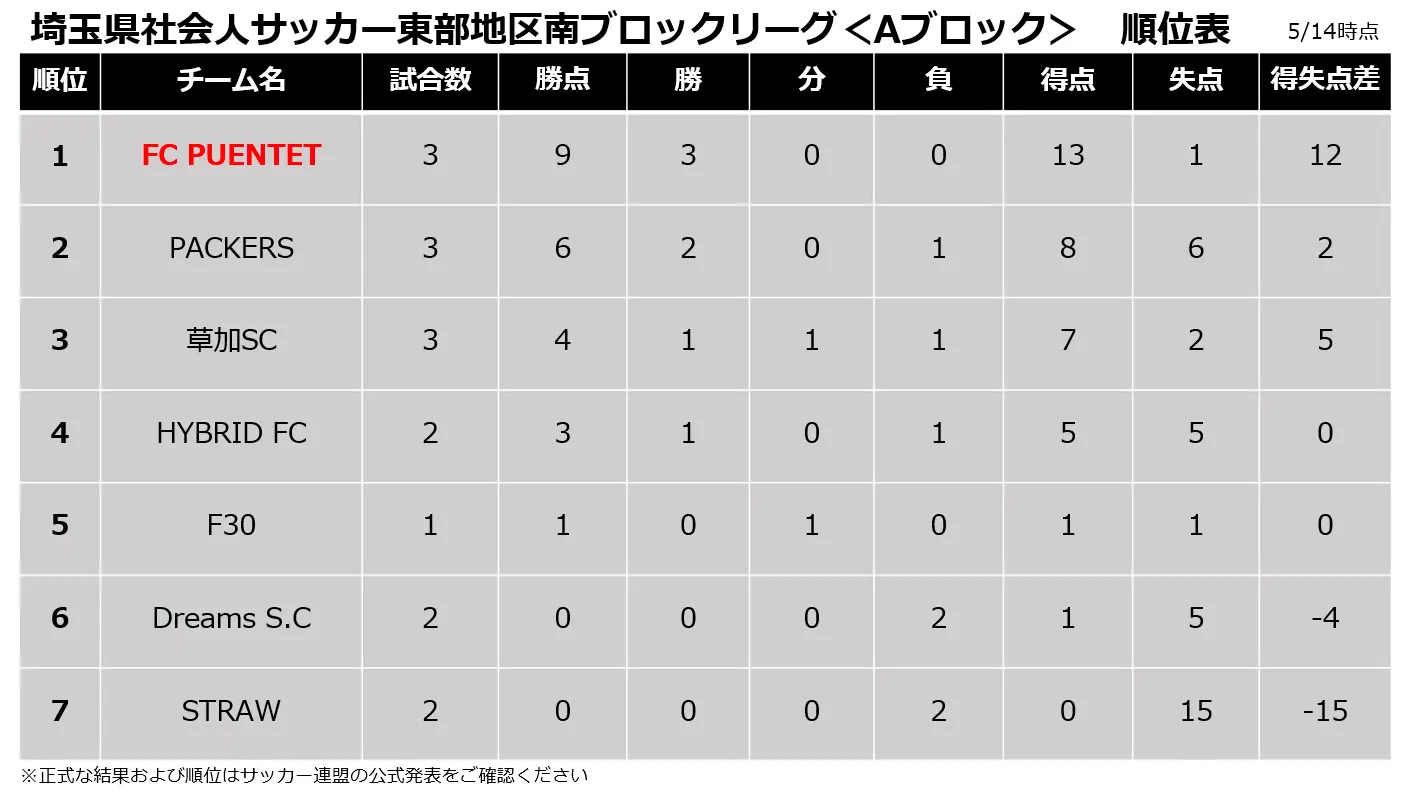 埼玉県社会人サッカー東部地区南ブロックリーグ＜Aブロック＞　順位表 5/14時点
順位 チーム名 試合数 勝点 勝 分 負 得点 失点 得失点差
1 FC PUENTET 3 9 3 0 0 13 1 12
2 PACKERS 3 6 2 0 1 8 6 2
3 草加SC 3 4 1 1 1 7 2 5
4 HYBRID FC 2 3 1 0 1 5 5 0
5 F30 1 1 0 1 0 1 1 0
6 Dreams S.C 2 0 0 0 2 1 5 -4
7 STRAW 2 0 0 0 2 0 15 -15
※正式な結果および順位はサッカー連盟の公式発表をご確認ください